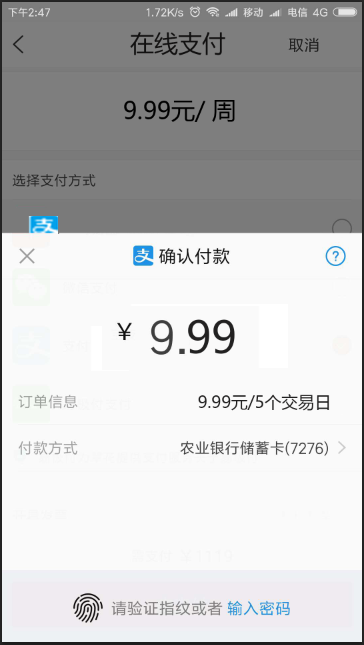 下午2:47 1.72K/s 移动 电信 4G
在线支付 取消
9.99元/ 周
选择支付方式
支 确认付款 ?
¥ 9.99
订单信息 9.99元/5个交易日
付款方式 农业银行储蓄卡(7276)
请验证指纹或者 输入密码